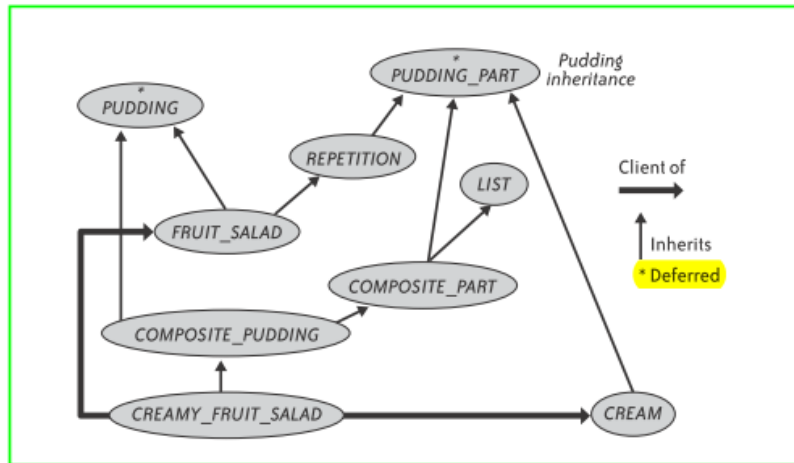 *
PUDDING_PART
Pudding
inheritance
*
PUDDING
REPETITION
LIST
Client of
FRUIT_SALAD
Inherits
* Deferred
COMPOSITE_PART
COMPOSITE_PUDDING
CREAMY_FRUIT_SALAD
CREAM